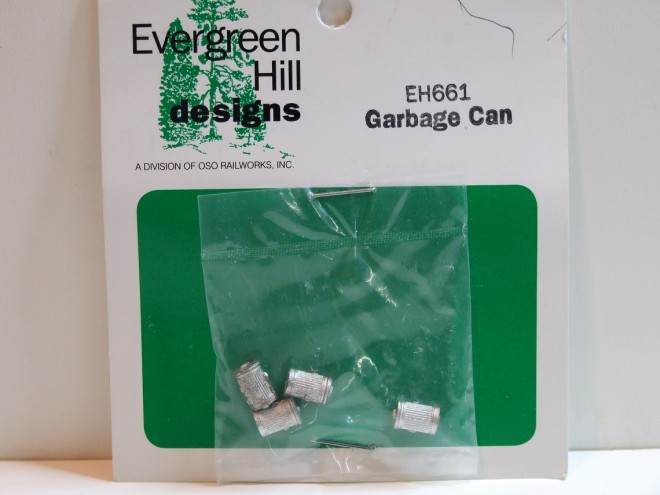 Evergreen
Hill
designs
A DIVISION OF OSO RAILWORKS, INC.
EH661
Garbage Can